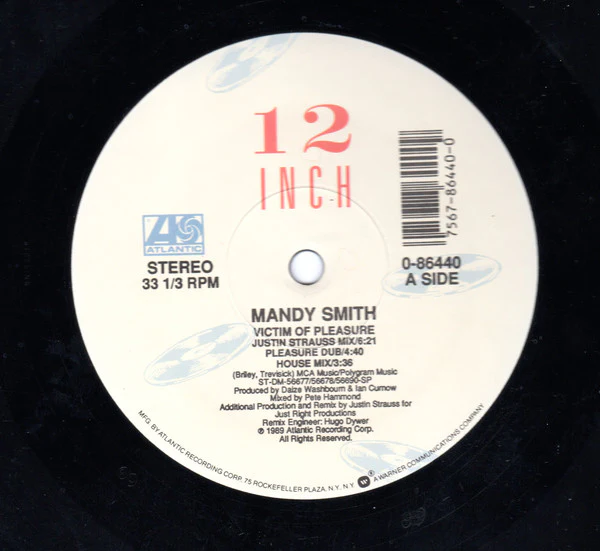 12
INCH
7567-86440-0
ATLANTIC
STEREO
33 1/3 RPM
0-86440
A SIDE
MANDY SMITH
VICTIM OF PLEASURE
JUSTIN STRAUSS MIX/6:21
PLEASURE DUB/4:40
HOUSE MIX/3:36
(Briley, Trevisick) MCA Music/Polygram Music
ST-DM-56677/56678/56690-SP
Produced by Daize Washbourn & Ian Curnow
Mixed by Pete Hammond
Additional Production and Remix by Justin Strauss for
Just Right Productions
Remix Engineer: Hugo Dywer
℗ 1989 Atlantic Recording Corp.
All Rights Reserved.
MFG. BY ATLANTIC RECORDING CORP. 75 ROCKEFELLER PLAZA, N.Y. N.Y. ® A WARNER COMMUNICATIONS COMPANY